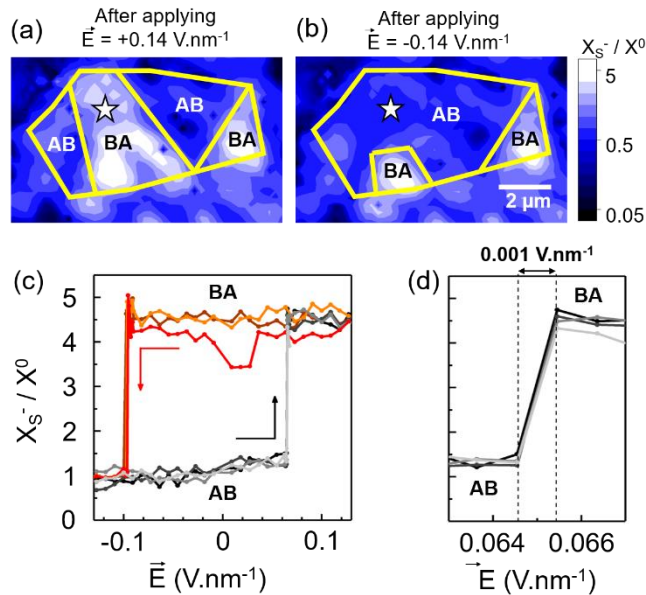 (a) After applying
E = +0.14 V.nm⁻¹
(b) After applying
E = -0.14 V.nm⁻¹
X_S⁻ / X⁰
AB
BA
AB
BA
AB
BA
BA
2 µm
5
0.5
0.05
(c)
5
4
3
2
1
0
X_S⁻ / X⁰
BA
AB
-0.1
0
0.1
E (V.nm⁻¹)
(d)
0.001 V.nm⁻¹
BA
AB
0.064
0.066
E (V.nm⁻¹)